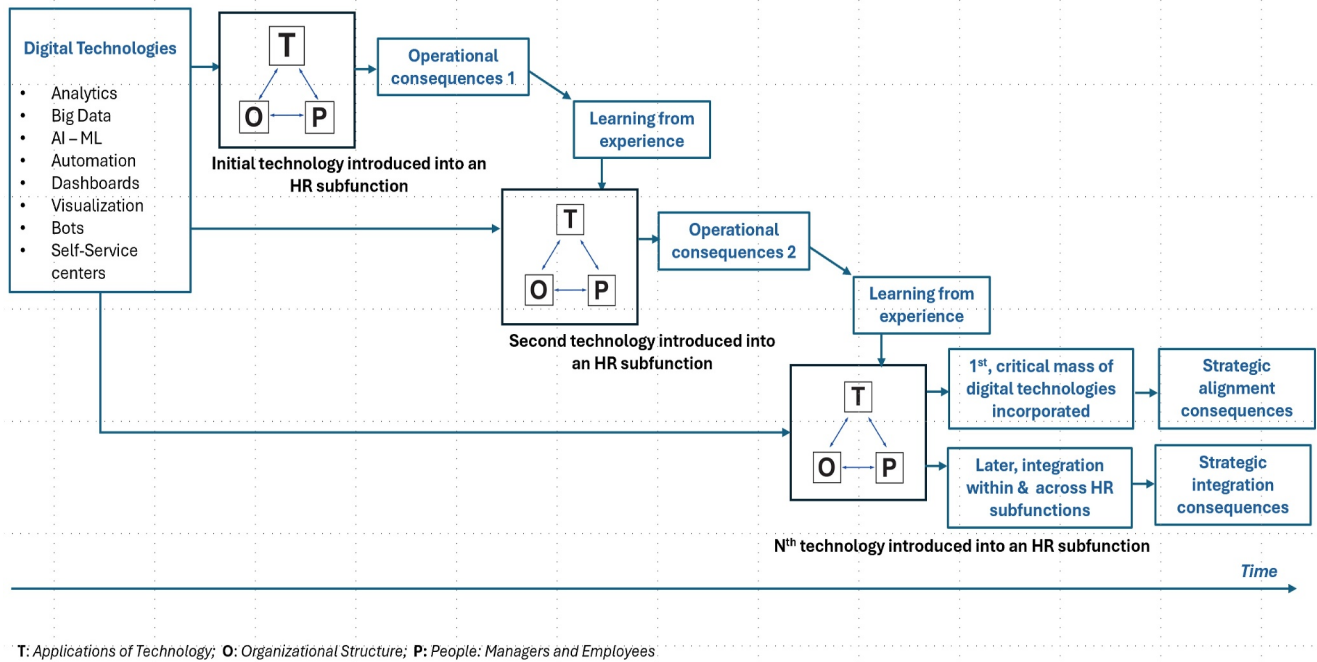 Digital Technologies
• Analytics
• Big Data
• AI – ML
• Automation
• Dashboards
• Visualization
• Bots
• Self-Service
centers
T
O P
Initial technology introduced into an
HR subfunction
Operational
consequences 1
Learning from
experience
T
O P
Second technology introduced into
an HR subfunction
Operational
consequences 2
Learning from
experience
T
O P
Nth technology introduced into an HR subfunction
1st, critical mass of
digital technologies
incorporated
Strategic
alignment
consequences
Later, integration
within & across HR
subfunctions
Strategic
integration
consequences
Time
T: Applications of Technology; O: Organizational Structure; P: People: Managers and Employees